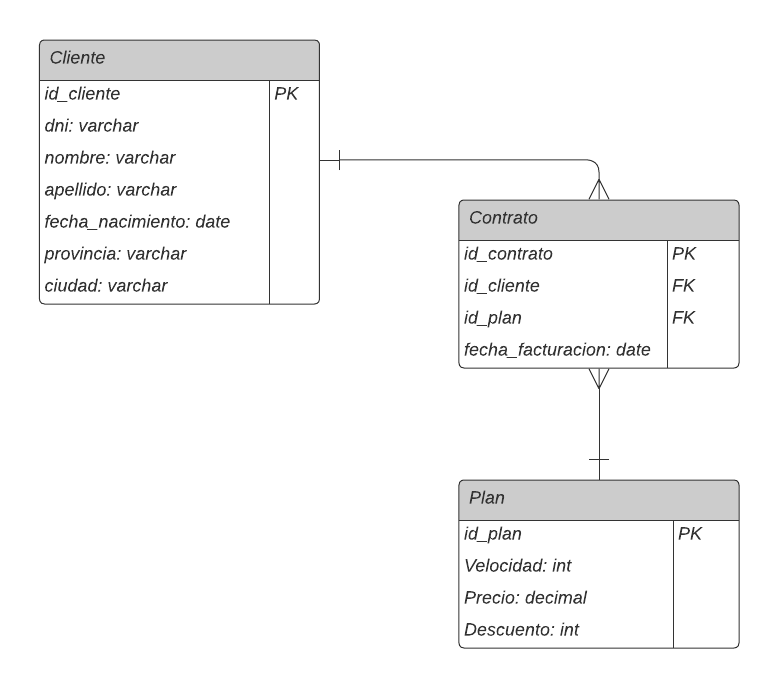 Cliente
id_cliente PK
dni: varchar
nombre: varchar
apellido: varchar
fecha_nacimiento: date
provincia: varchar
ciudad: varchar
Contrato
id_contrato PK
id_cliente FK
id_plan FK
fecha_facturacion: date
Plan
id_plan PK
Velocidad: int
Precio: decimal
Descuento: int